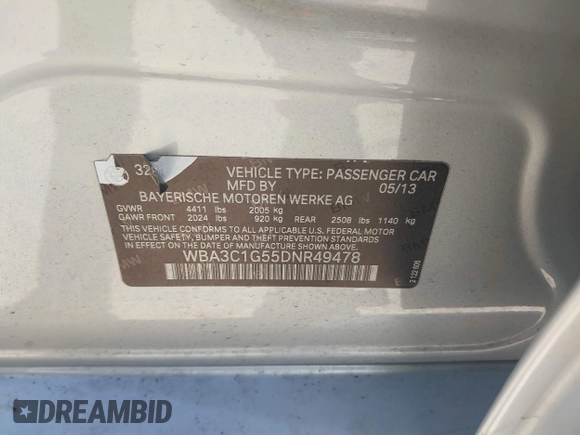 VEHICLE TYPE: PASSENGER CAR
MFD BY 05/13
BAYERISCHE MOTOREN WERKE AG
GVWR 4411 lbs 2005 kg
GAWR FRONT 2024 lbs 920 kg REAR 2508 lbs 1140 kg
THIS VEHICLE CONFORMS TO ALL APPLICABLE U.S. FEDERAL MOTOR
VEHICLE SAFETY, BUMPER, AND THEFT PREVENTION STANDARDS
IN EFFECT ON THE DATE OF MANUFACTURE SHOWN ABOVE.
WBA3C1G55DNR49478
DREAMBID